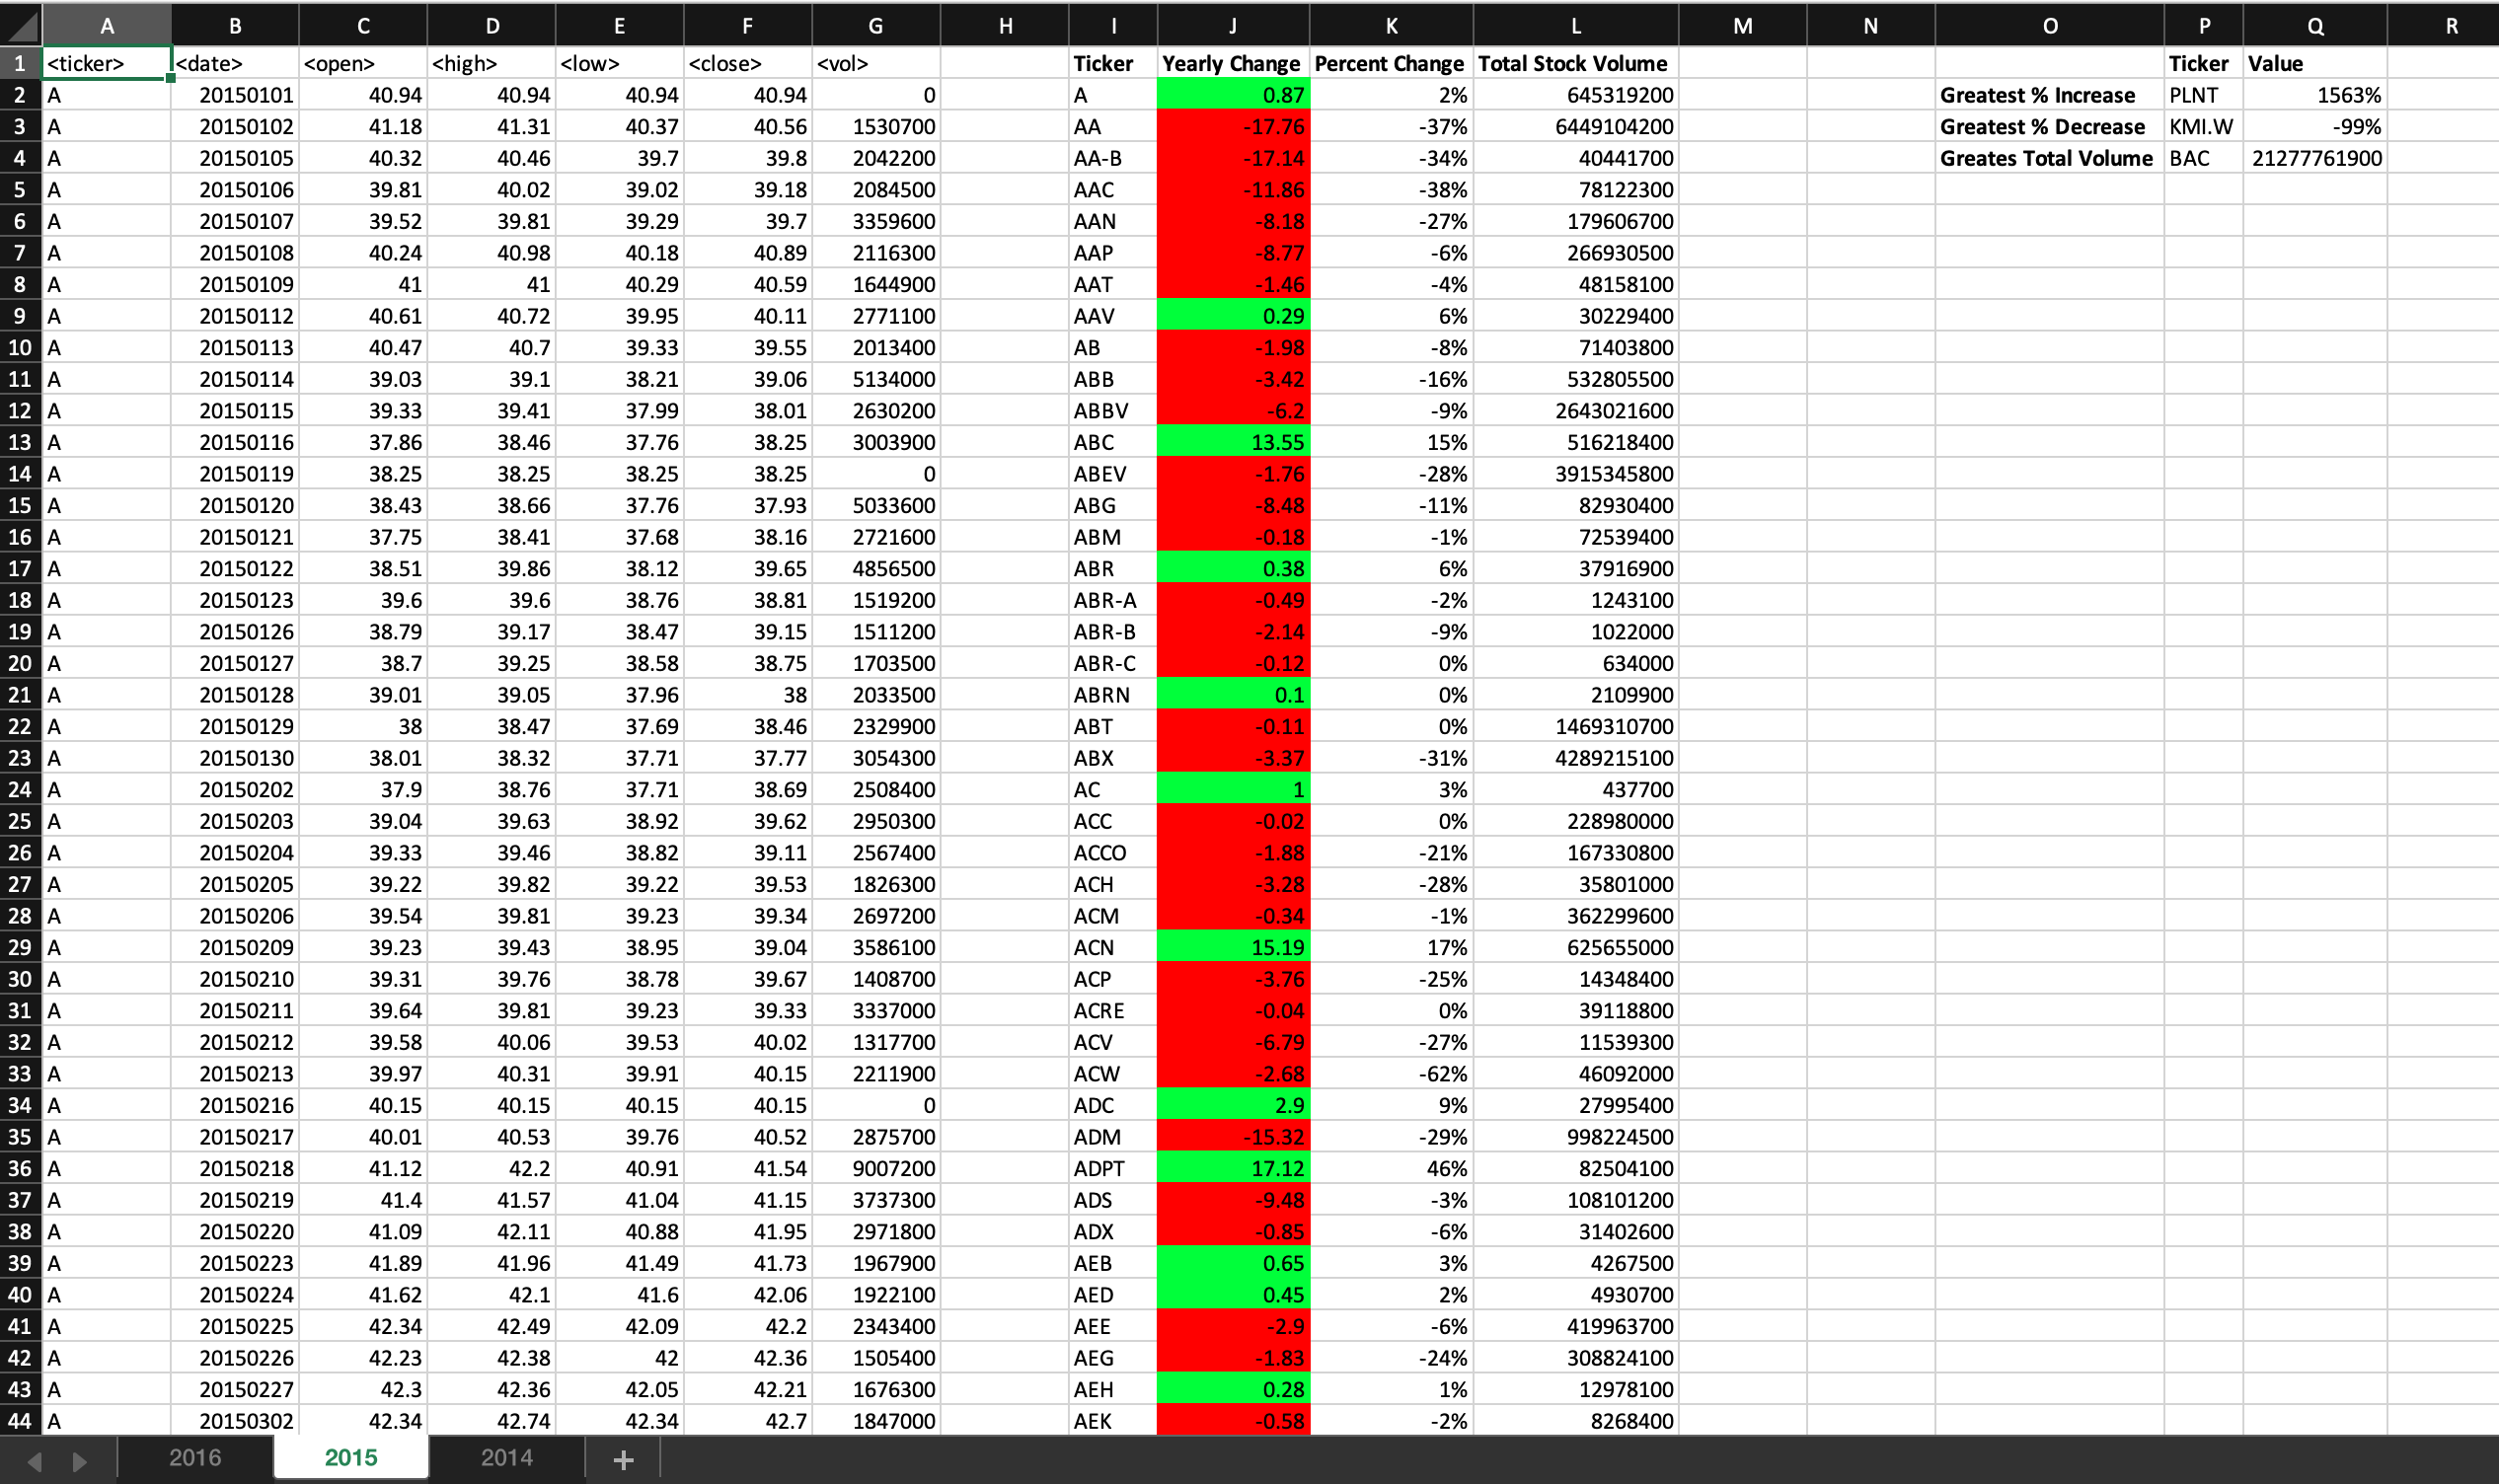 A B C D E F G H I J K L M N O P Q R
1 <ticker> <date> <open> <high> <low> <close> <vol> Ticker Yearly Change Percent Change Total Stock Volume Ticker Value
2 A 20150101 40.94 40.94 40.94 40.94 0 A 0.87 2% 645319200 Greatest % Increase PLNT 1563%
3 A 20150102 41.18 41.31 40.37 40.56 1530700 AA -17.76 -37% 6449104200 Greatest % Decrease KMI.W -99%
4 A 20150105 40.32 40.46 39.7 39.8 2042200 AA-B -17.14 -34% 40441700 Greates Total Volume BAC 21277761900
5 A 20150106 39.81 40.02 39.02 39.18 2084500 AAC -11.86 -38% 78122300
6 A 20150107 39.52 39.81 39.29 39.7 3359600 AAN -8.18 -27% 179606700
7 A 20150108 40.24 40.98 40.18 40.89 2116300 AAP -8.77 -6% 266930500
8 A 20150109 41 41 40.29 40.59 1644900 AAT -1.46 -4% 48158100
9 A 20150112 40.61 40.72 39.95 40.11 2771100 AAV 0.29 6% 30229400
10 A 20150113 40.47 40.7 39.33 39.55 2013400 AB -1.98 -8% 71403800
11 A 20150114 39.03 39.1 38.21 39.06 5134000 ABB -3.42 -16% 532805500
12 A 20150115 39.33 39.41 37.99 38.01 2630200 ABBV -6.2 -9% 2643021600
13 A 20150116 37.86 38.46 37.76 38.25 3003900 ABC 13.55 15% 516218400
14 A 20150119 38.25 38.25 38.25 38.25 0 ABEV -1.76 -28% 3915345800
15 A 20150120 38.43 38.66 37.76 37.93 5033600 ABG -8.48 -11% 82930400
16 A 20150121 37.75 38.41 37.68 38.16 2721600 ABM -0.18 -1% 72539400
17 A 20150122 38.51 39.86 38.12 39.65 4856500 ABR 0.38 6% 37916900
18 A 20150123 39.6 39.6 38.76 38.81 1519200 ABR-A -0.49 -2% 1243100
19 A 20150126 38.79 39.17 38.47 39.15 1511200 ABR-B -2.14 -9% 1022000
20 A 20150127 38.7 39.25 38.58 38.75 1703500 ABR-C -0.12 0% 634000
21 A 20150128 39.01 39.05 37.96 38 2033500 ABRN 0.1 0% 2109900
22 A 20150129 38 38.47 37.69 38.46 2329900 ABT -0.11 0% 1469310700
23 A 20150130 38.01 38.32 37.71 37.77 3054300 ABX -3.37 -31% 4289215100
24 A 20150202 37.9 38.76 37.71 38.69 2508400 AC 1 3% 437700
25 A 20150203 39.04 39.63 38.92 39.62 2950300 ACC -0.02 0% 228980000
26 A 20150204 39.33 39.46 38.82 39.11 2567400 ACCO -1.88 -21% 167330800
27 A 20150205 39.22 39.82 39.22 39.53 1826300 ACH -3.28 -28% 35801000
28 A 20150206 39.54 39.81 39.23 39.34 2697200 ACM -0.34 -1% 362299600
29 A 20150209 39.23 39.43 38.95 39.04 3586100 ACN 15.19 17% 625655000
30 A 20150210 39.31 39.76 38.78 39.67 1408700 ACP -3.76 -25% 14348400
31 A 20150211 39.64 39.81 39.23 39.33 3337000 ACRE -0.04 0% 39118800
32 A 20150212 39.58 40.06 39.53 40.02 1317700 ACV -6.79 -27% 11539300
33 A 20150213 39.97 40.31 39.91 40.15 2211900 ACW -2.68 -62% 46092000
34 A 20150216 40.15 40.15 40.15 40.15 0 ADC 2.9 9% 27995400
35 A 20150217 40.01 40.53 39.76 40.52 2875700 ADM -15.32 -29% 998224500
36 A 20150218 41.12 42.2 40.91 41.54 9007200 ADPT 17.12 46% 82504100
37 A 20150219 41.4 41.57 41.04 41.15 3737300 ADS -9.48 -3% 108101200
38 A 20150220 41.09 42.11 40.88 41.95 2971800 ADX -0.85 -6% 31402600
39 A 20150223 41.89 41.96 41.49 41.73 1967900 AEB 0.65 3% 4267500
40 A 20150224 41.62 42.1 41.6 42.06 1922100 AED 0.45 2% 4930700
41 A 20150225 42.34 42.49 42.09 42.2 2343400 AEE -2.9 -6% 419963700
42 A 20150226 42.23 42.38 42 42.36 1505400 AEG -1.83 -24% 308824100
43 A 20150227 42.3 42.36 42.05 42.21 1676300 AEH 0.28 1% 12978100
44 A 20150302 42.34 42.74 42.34 42.7 1847000 AEK -0.58 -2% 8268400
2016 2015 2014 +